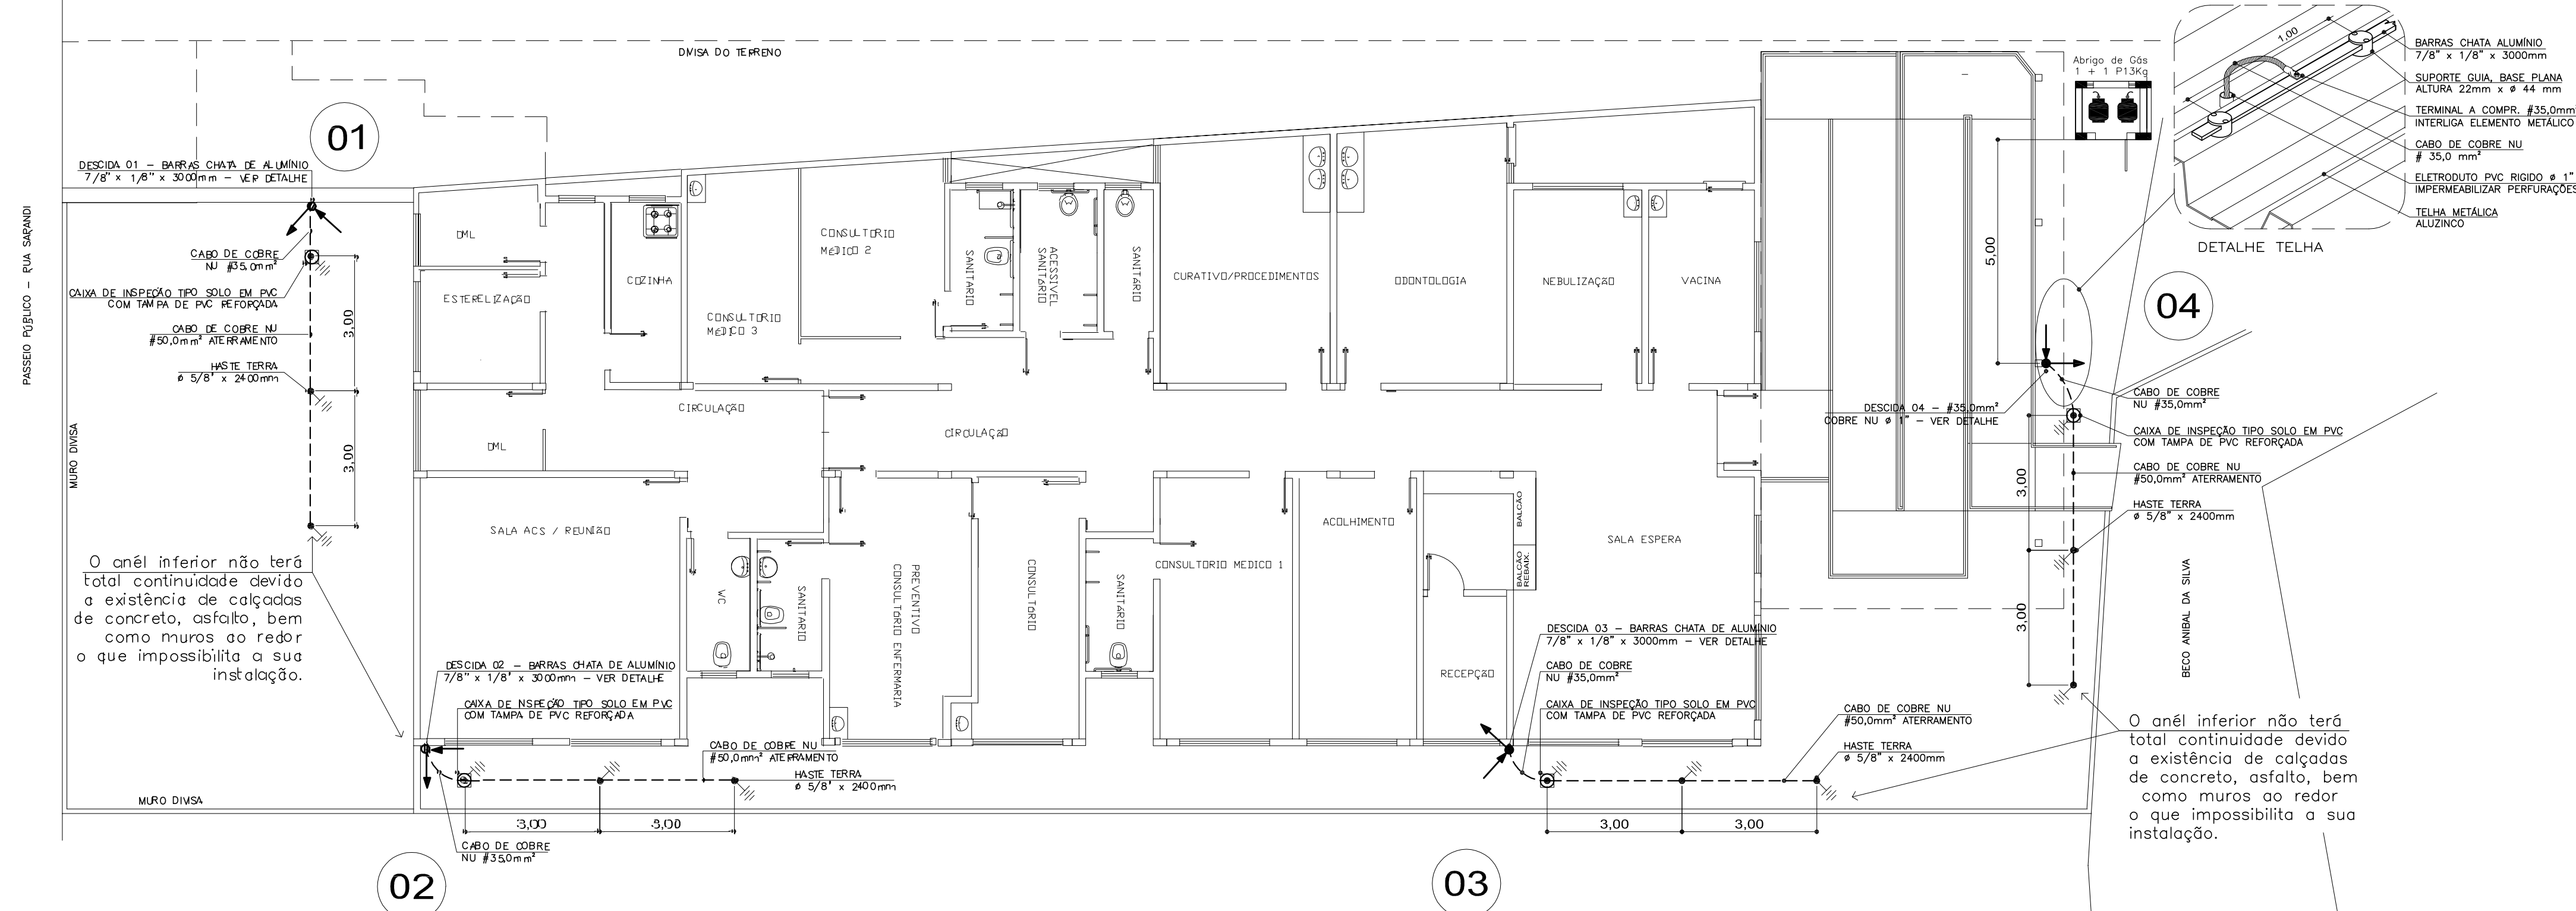 DIVISA DO TERRENO
01
DESCIDA 01 – BARRAS CHATA DE ALUMÍNIO
7/8" x 1/8" x 3000mm – VER DETALHE
PASSEIO PÚBLICO – RUA SARANDI
CABO DE COBRE
NU #35,0mm²
CAIXA DE INSPEÇÃO TIPO SOLO EM PVC
COM TAMPA DE PVC REFORÇADA
CABO DE COBRE NU
#50,0mm² ATERRAMENTO
HASTE TERRA
ø 5/8" x 2400mm
3,00
3,00
MURO DIVISA
O anél inferior não terá
total continuidade devido
a existência de calçadas
de concreto, asfalto, bem
como muros ao redor
o que impossibilita a sua
instalação.
MURO DIVISA
DML
ESTERELIZAÇÃO
COZINHA
CONSULTORIO
MÉDICO 3
CONSULTORIO
MÉDICO 2
SANITARIO
ACESSIVEL
SANITÁRIO
SANITÁRIO
CURATIVO/PROCEDIMENTOS
ODONTOLOGIA
NEBULIZAÇÃO
VACINA
CIRCULAÇÃO
CIRCULAÇÃO
DML
SALA ACS / REUNIÃO
WC
SANITÁRIO
PREVENTIVO
CONSULTÓRIO ENFERMARIA
CONSULTÓRIO
SANITÁRIO
CONSULTORIO MEDICO 1
ACOLHIMENTO
BALCÃO
BALCÃO
REBAIX.
SALA ESPERA
RECEPÇÃO
DESCIDA 02 – BARRAS CHATA DE ALUMÍNIO
7/8" x 1/8" x 3000mm – VER DETALHE
CAIXA DE NSPEÇÃO TIPO SOLO EM PVC
COM TAMPA DE PVC REFORÇADA
CABO DE COBRE NU
#50,0mm² ATERRAMENTO
HASTE TERRA
ø 5/8" x 2400mm
3,00
3,00
CABO DE COBRE
NU #35,0mm²
02
DESCIDA 03 – BARRAS CHATA DE ALUMÍNIO
7/8" x 1/8" x 3000mm – VER DETALHE
CABO DE COBRE
NU #35,0mm²
CAIXA DE INSPEÇÃO TIPO SOLO EM PVC
COM TAMPA DE PVC REFORÇADA
CABO DE COBRE NU
#50,0mm² ATERRAMENTO
HASTE TERRA
ø 5/8" x 2400mm
3,00
3,00
03
Abrigo de Gás
1 + 1 P13Kg
5,00
1,00
BARRAS CHATA ALUMÍNIO
7/8" x 1/8" x 3000mm
SUPORTE GUIA, BASE PLANA
ALTURA 22mm x ø 44 mm
TERMINAL A COMPR. #35,0mm²
INTERLIGA ELEMENTO METÁLICO
CABO DE COBRE NU
# 35,0 mm²
ELETRODUTO PVC RIGIDO ø 1"
IMPERMEABILIZAR PERFURAÇÕES
TELHA METÁLICA
ALUZINCO
DETALHE TELHA
04
DESCIDA 04 – #35,0mm²
COBRE NU ø 1" – VER DETALHE
CABO DE COBRE
NU #35,0mm²
CAIXA DE INSPEÇÃO TIPO SOLO EM PVC
COM TAMPA DE PVC REFORÇADA
CABO DE COBRE NU
#50,0mm² ATERRAMENTO
HASTE TERRA
ø 5/8" x 2400mm
3,00
3,00
BECO ANIBAL DA SILVA
O anél inferior não terá
total continuidade devido
a existência de calçadas
de concreto, asfalto, bem
como muros ao redor
o que impossibilita a sua
instalação.